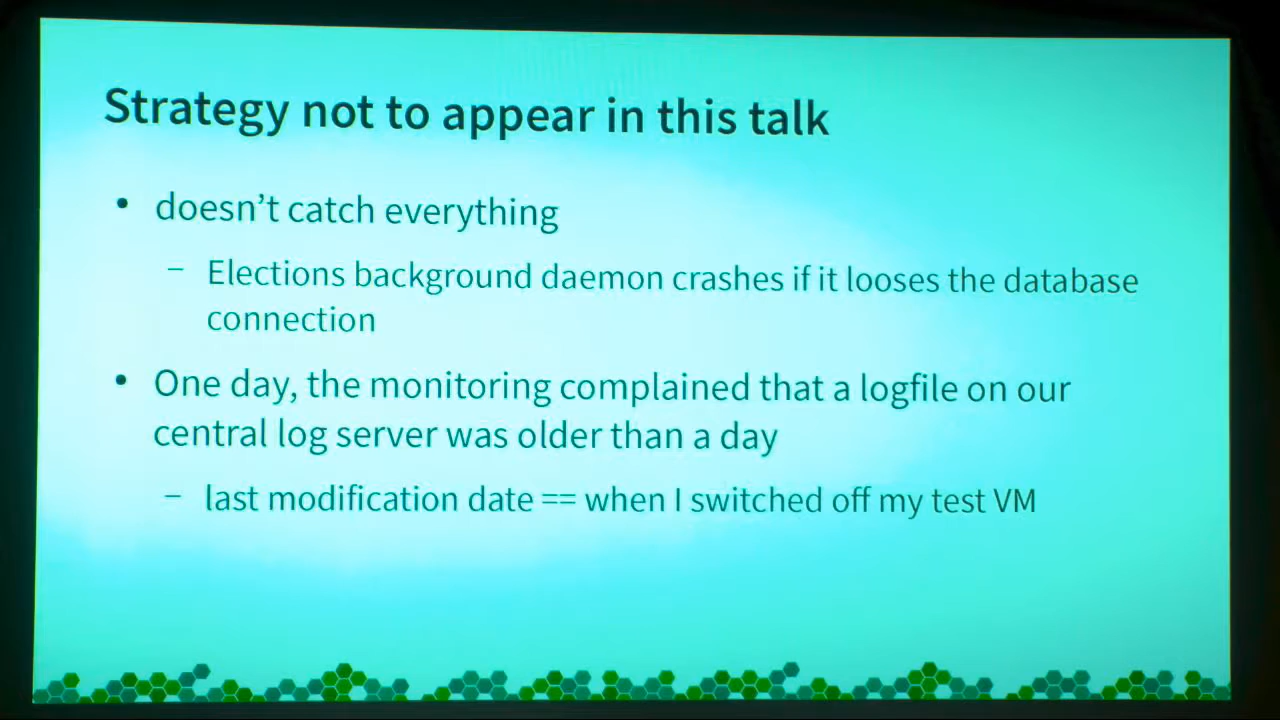 Strategy not to appear in this talk
• doesn’t catch everything
– Elections background daemon crashes if it looses the database
connection
• One day, the monitoring complained that a logfile on our
central log server was older than a day
– last modification date == when I switched off my test VM